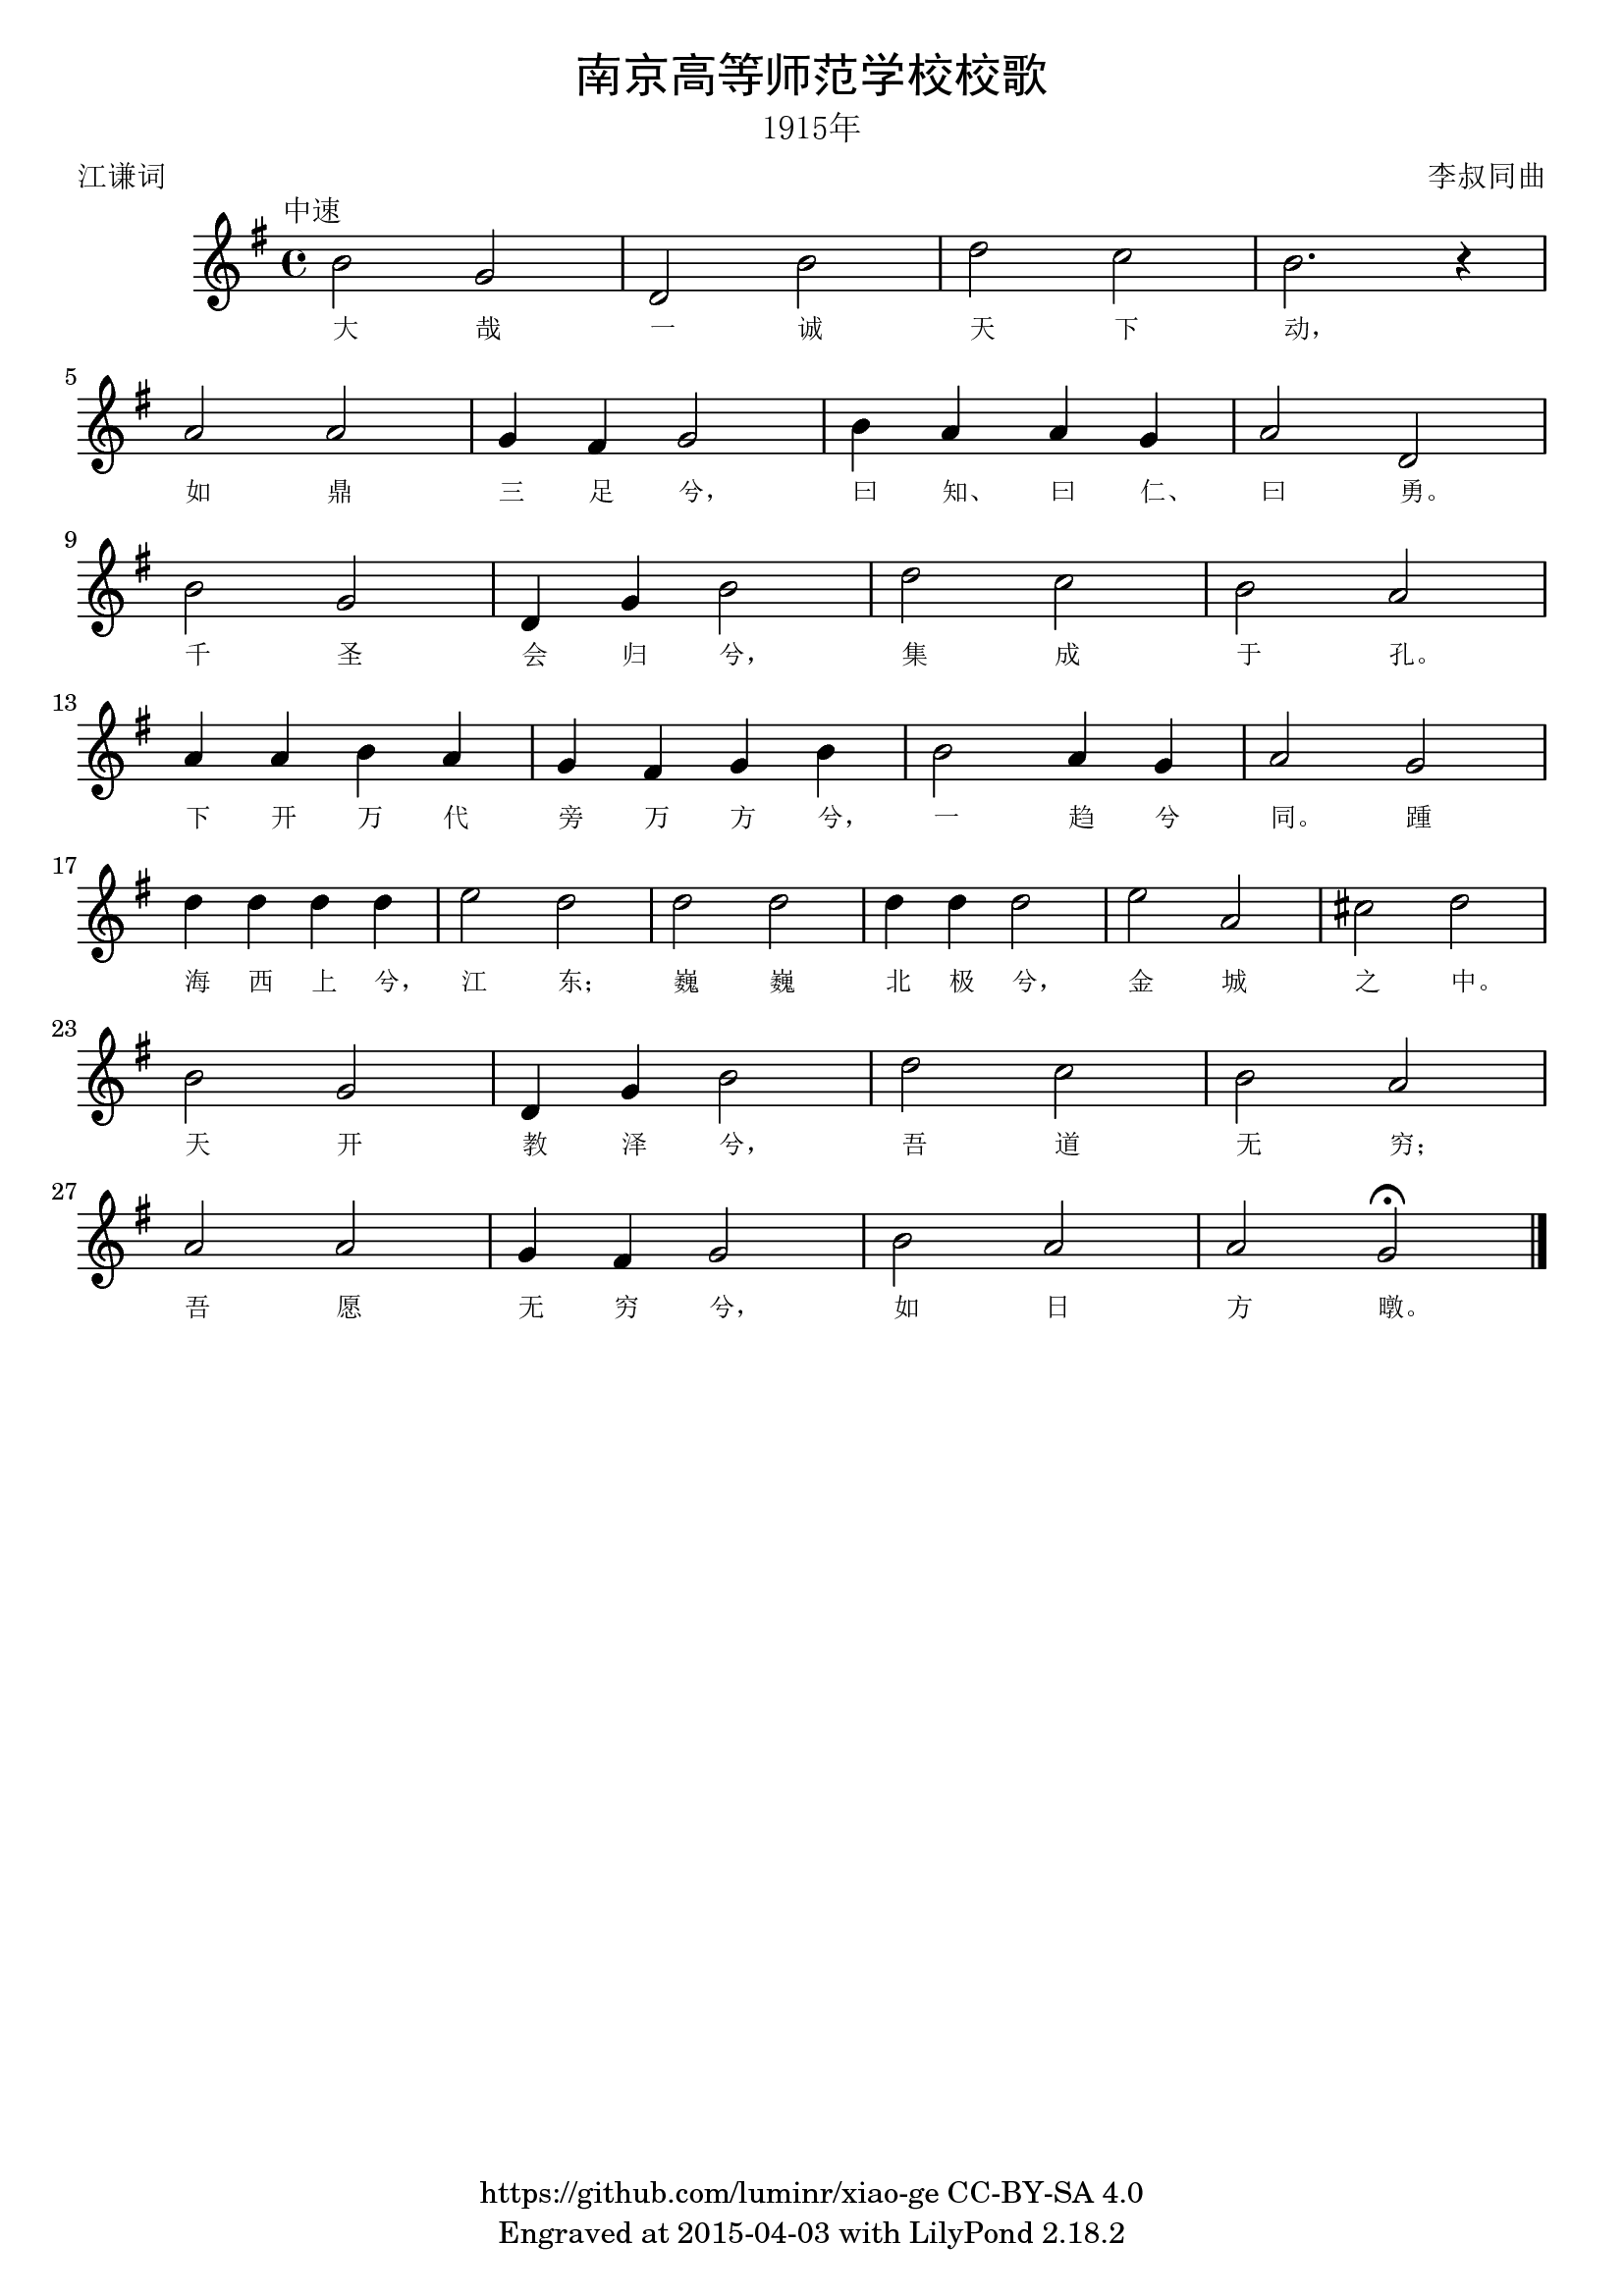 南京高等师范学校校歌
1915年
江谦词 李叔同曲
中速
大 哉 一 诚 天 下 动，
5
如 鼎 三 足 兮， 曰 知、 曰 仁、 曰 勇。
9
千 圣 会 归 兮， 集 成 于 孔。
13
下 开 万 代 旁 万 方 兮， 一 趋 兮 同。 踵
17
海 西 上 兮， 江 东； 巍 巍 北 极 兮， 金 城 之 中。
23
天 开 教 泽 兮， 吾 道 无 穷；
27
吾 愿 无 穷 兮， 如 日 方 暾。
https://github.com/luminr/xiao-ge CC-BY-SA 4.0
Engraved at 2015-04-03 with LilyPond 2.18.2